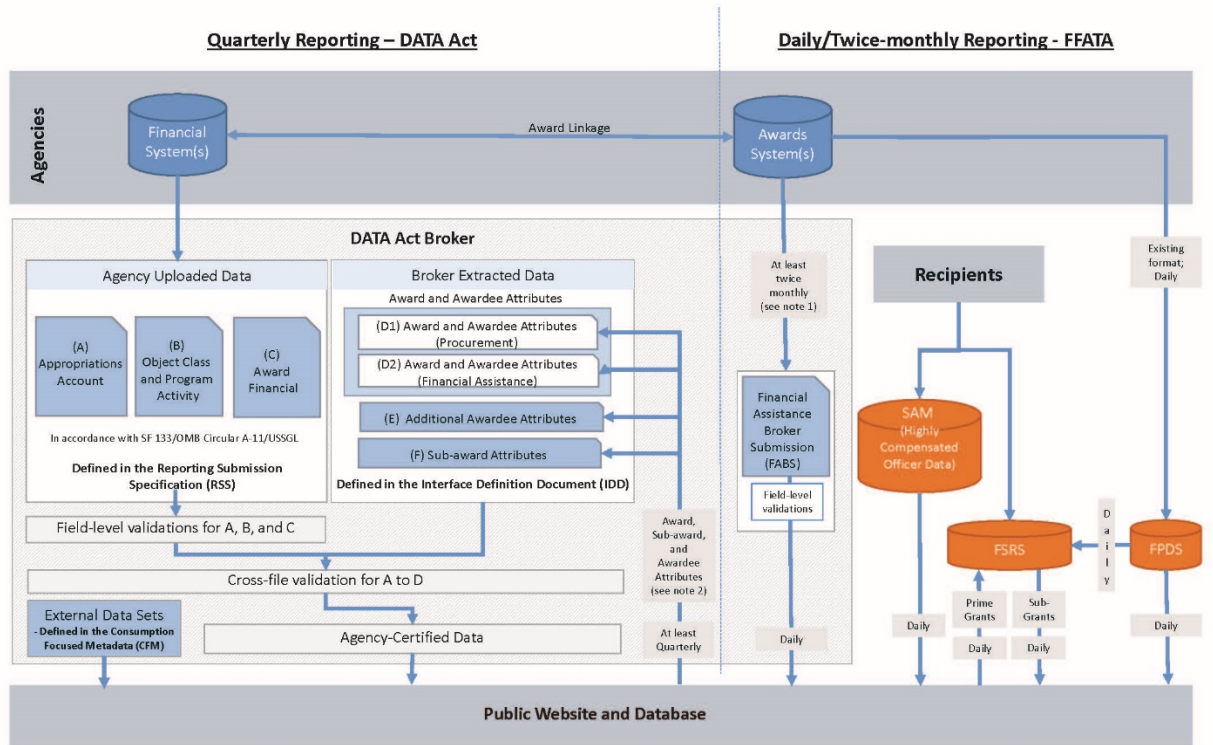 Quarterly Reporting – DATA Act
Daily/Twice-monthly Reporting - FFATA
Agencies
Financial
System(s)
Award Linkage
Awards
System(s)
DATA Act Broker
Agency Uploaded Data
(A)
Appropriations
Account
(B)
Object Class
and Program
Activity
(C)
Award
Financial
In accordance with SF 133/OMB Circular A-11/USSGL
Defined in the Reporting Submission
Specification (RSS)
Broker Extracted Data
Award and Awardee Attributes
(D1) Award and Awardee Attributes
(Procurement)
(D2) Award and Awardee Attributes
(Financial Assistance)
(E) Additional Awardee Attributes
(F) Sub-award Attributes
Defined in the Interface Definition Document (IDD)
Field-level validations for A, B, and C
Cross-file validation for A to D
External Data Sets
- Defined in the Consumption
Focused Metadata (CFM)
Agency-Certified Data
Award,
Sub-award,
and
Awardee
Attributes
(see note 2)
At least
Quarterly
At least
twice
monthly
(see note 1)
Financial
Assistance
Broker
Submission
(FABS)
Field-level
validations
Daily
Recipients
Existing
format;
Daily
SAM
(Highly
Compensated
Officer Data)
FSRS
Daily
FPDS
Daily
Prime
Grants
Daily
Sub-
Grants
Daily
Daily
Public Website and Database